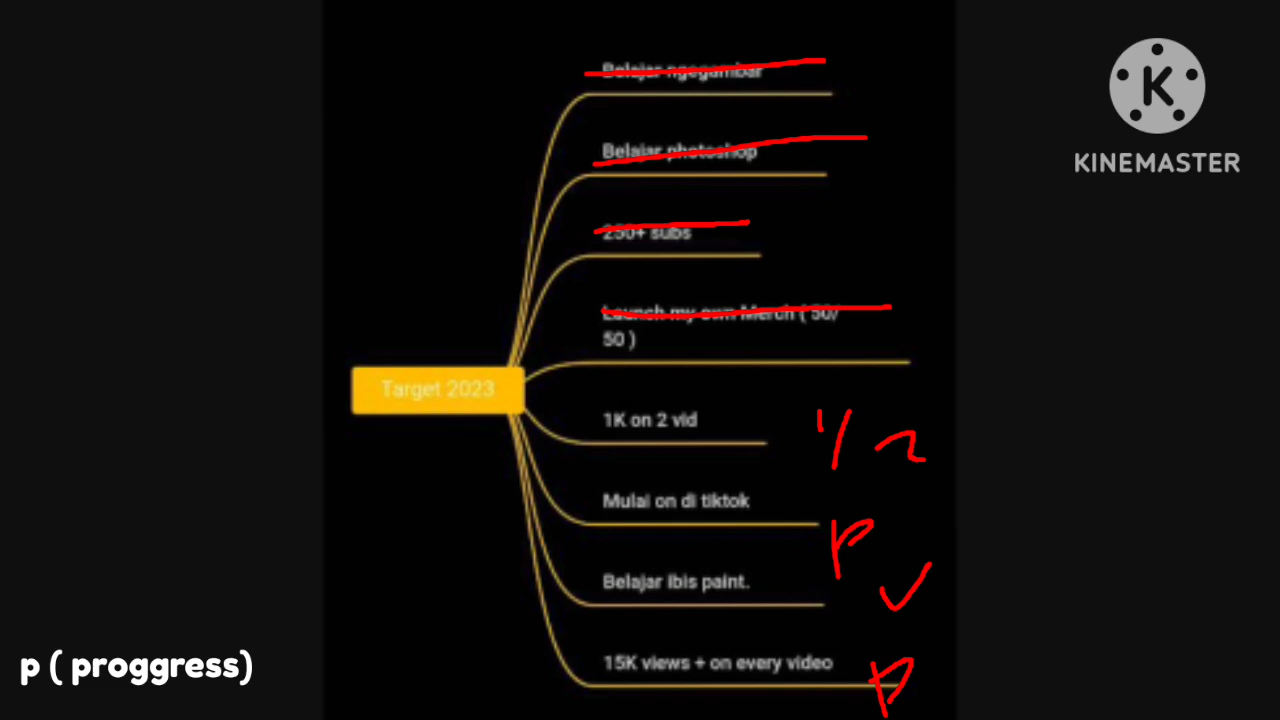 Belajar ngegambar
Belajar photoshop
250+ subs
Launch my own Merch ( 50/
50 )
Target 2023
1K on 2 vid
1/2
Mulai on di tiktok
P
Belajar ibis paint.
15K views + on every video
P
p ( proggress)
K
KINEMASTER